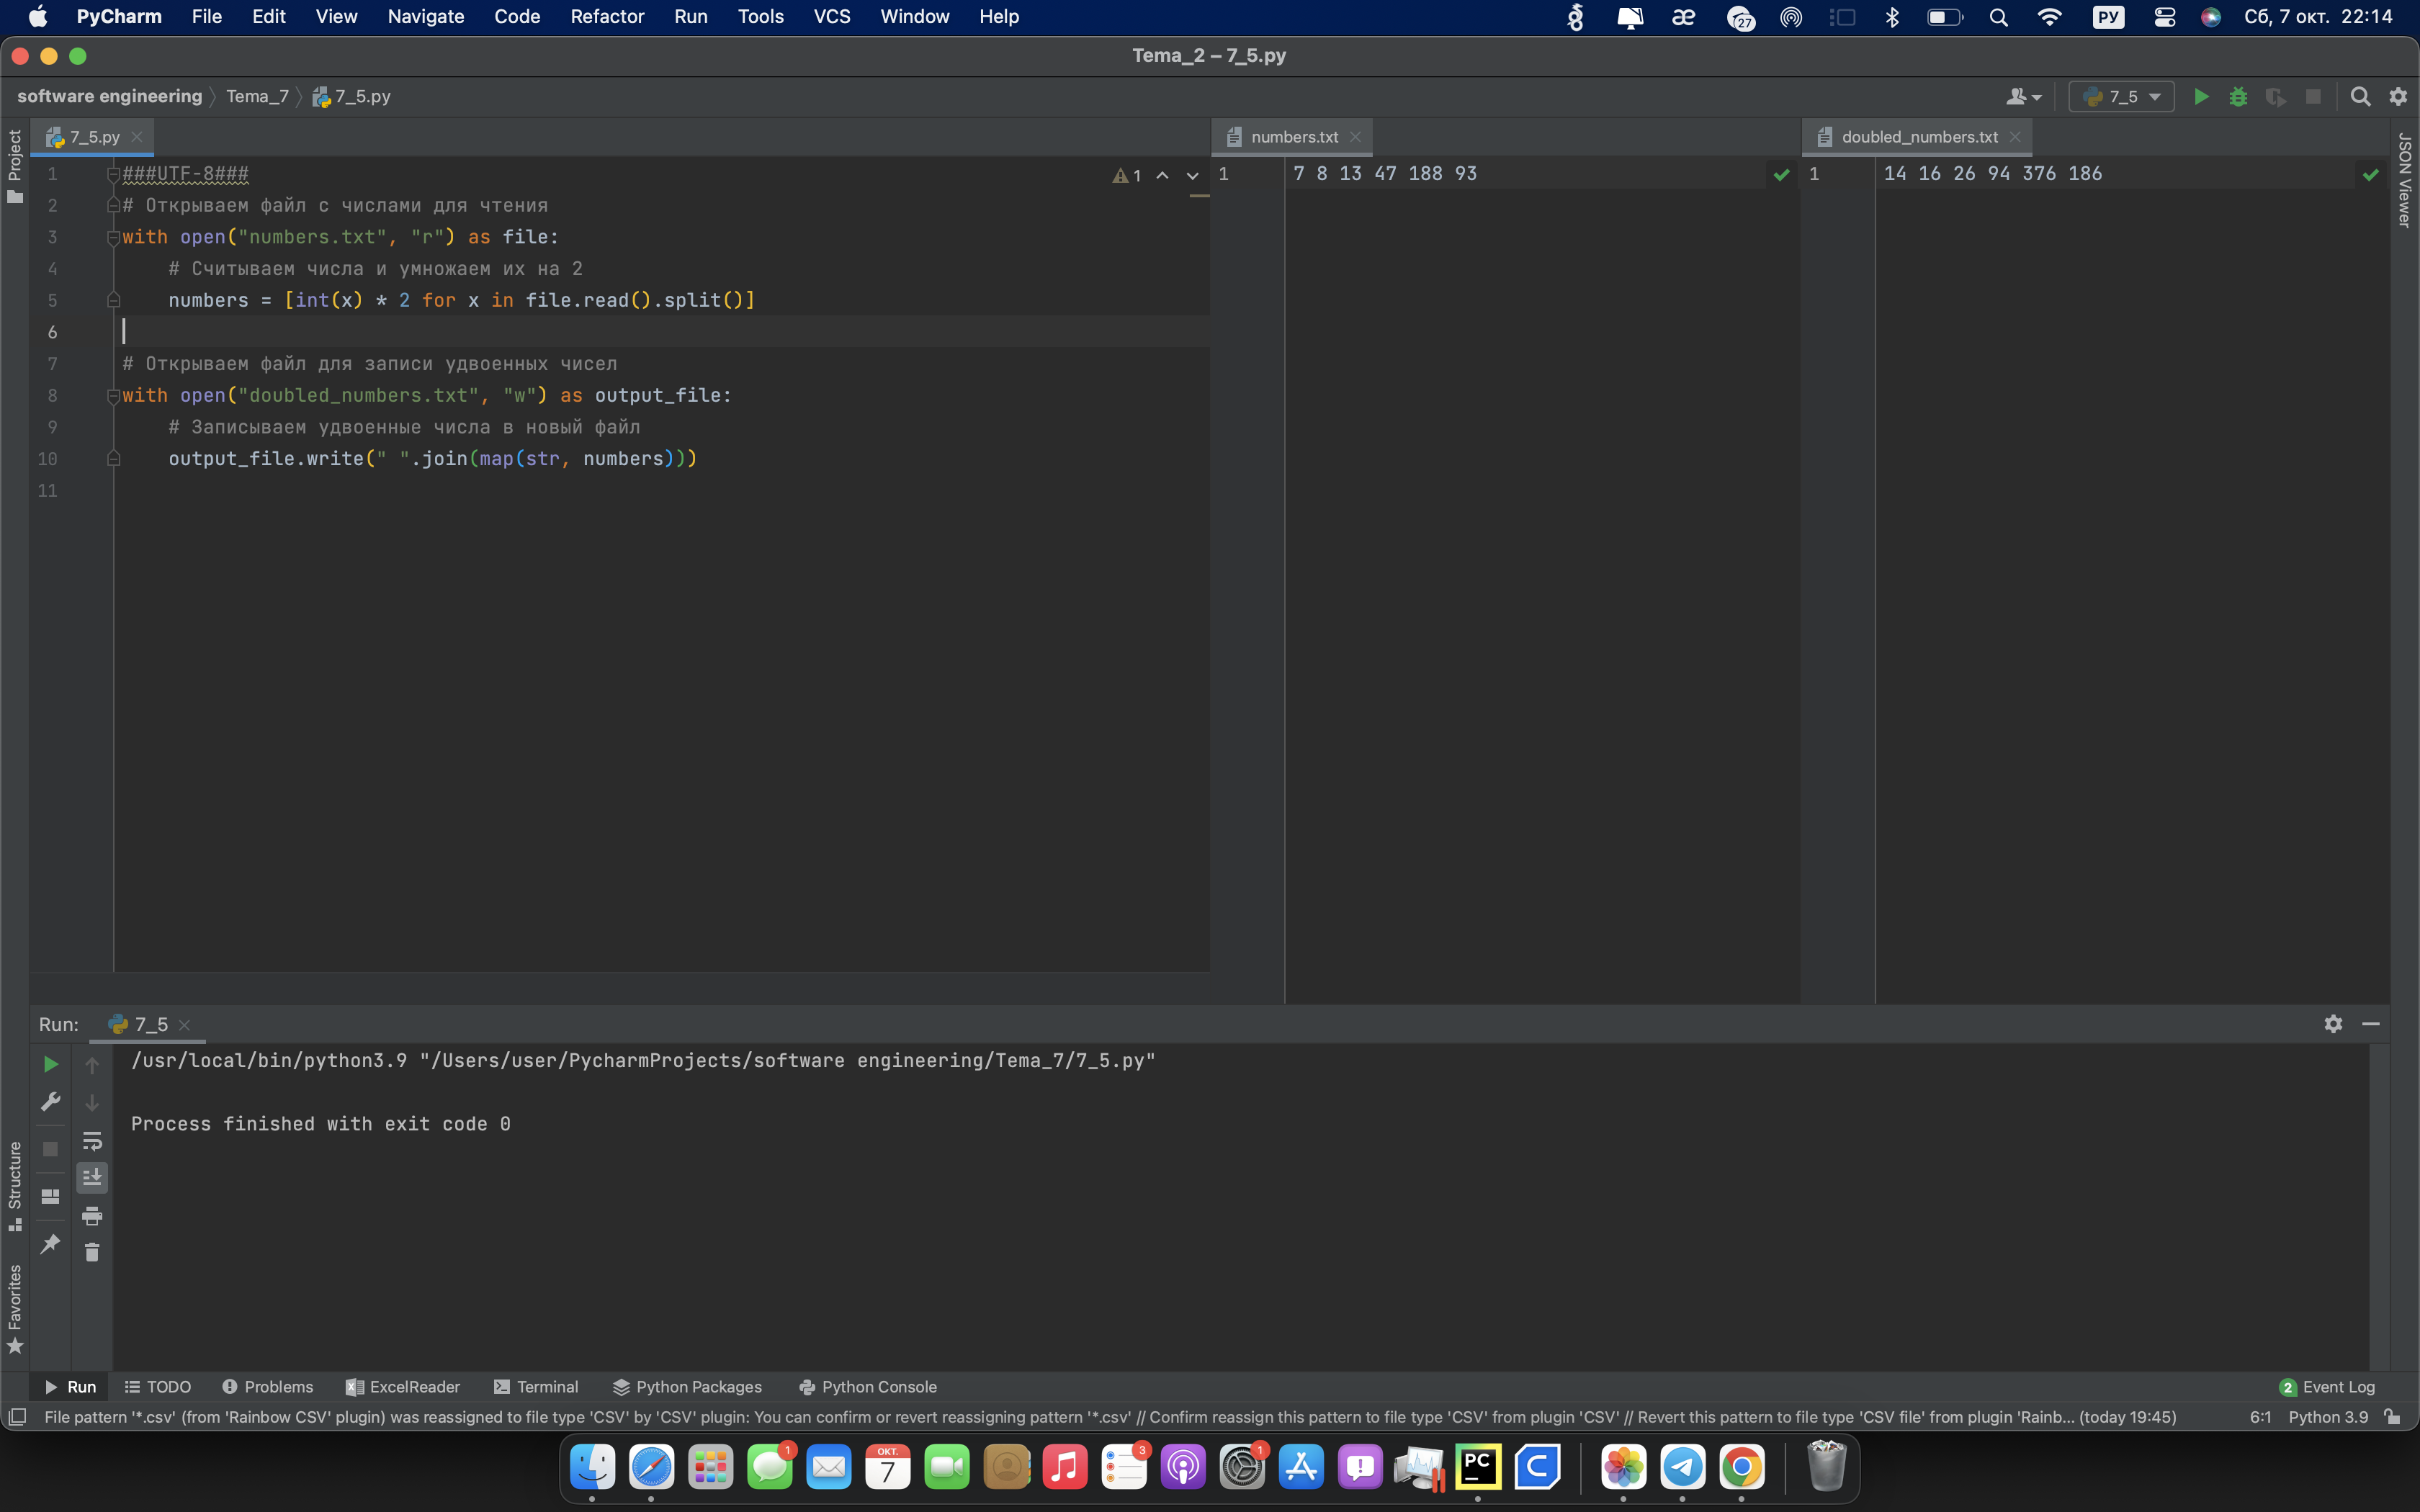 PyCharm File Edit View Navigate Code Refactor Run Tools VCS Window Help æ 27 РУ Сб, 7 окт. 22:14
Tema_2 – 7_5.py
software engineering Tema_7 7_5.py 7_5
7_5.py numbers.txt doubled_numbers.txt
Project
JSON Viewer
1 ###UTF-8###
2 # Открываем файл с числами для чтения
3 with open("numbers.txt", "r") as file:
4 # Считываем числа и умножаем их на 2
5 numbers = [int(x) * 2 for x in file.read().split()]
6
7 # Открываем файл для записи удвоенных чисел
8 with open("doubled_numbers.txt", "w") as output_file:
9 # Записываем удвоенные числа в новый файл
10 output_file.write(" ".join(map(str, numbers)))
11
1
1 7 8 13 47 188 93
1 14 16 26 94 376 186
Run: 7_5
/usr/local/bin/python3.9 "/Users/user/PycharmProjects/software engineering/Tema_7/7_5.py"
Process finished with exit code 0
Structure
Favorites
Run TODO Problems ExcelReader Terminal Python Packages Python Console 2 Event Log
File pattern '*.csv' (from 'Rainbow CSV' plugin) was reassigned to file type 'CSV' by 'CSV' plugin: You can confirm or revert reassigning pattern '*.csv' // Confirm reassign this pattern to file type 'CSV' from plugin 'CSV' // Revert this pattern to file type 'CSV file' from plugin 'Rainb... (today 19:45) 6:1 Python 3.9
1 ОКТ. 7 3 1 PC C